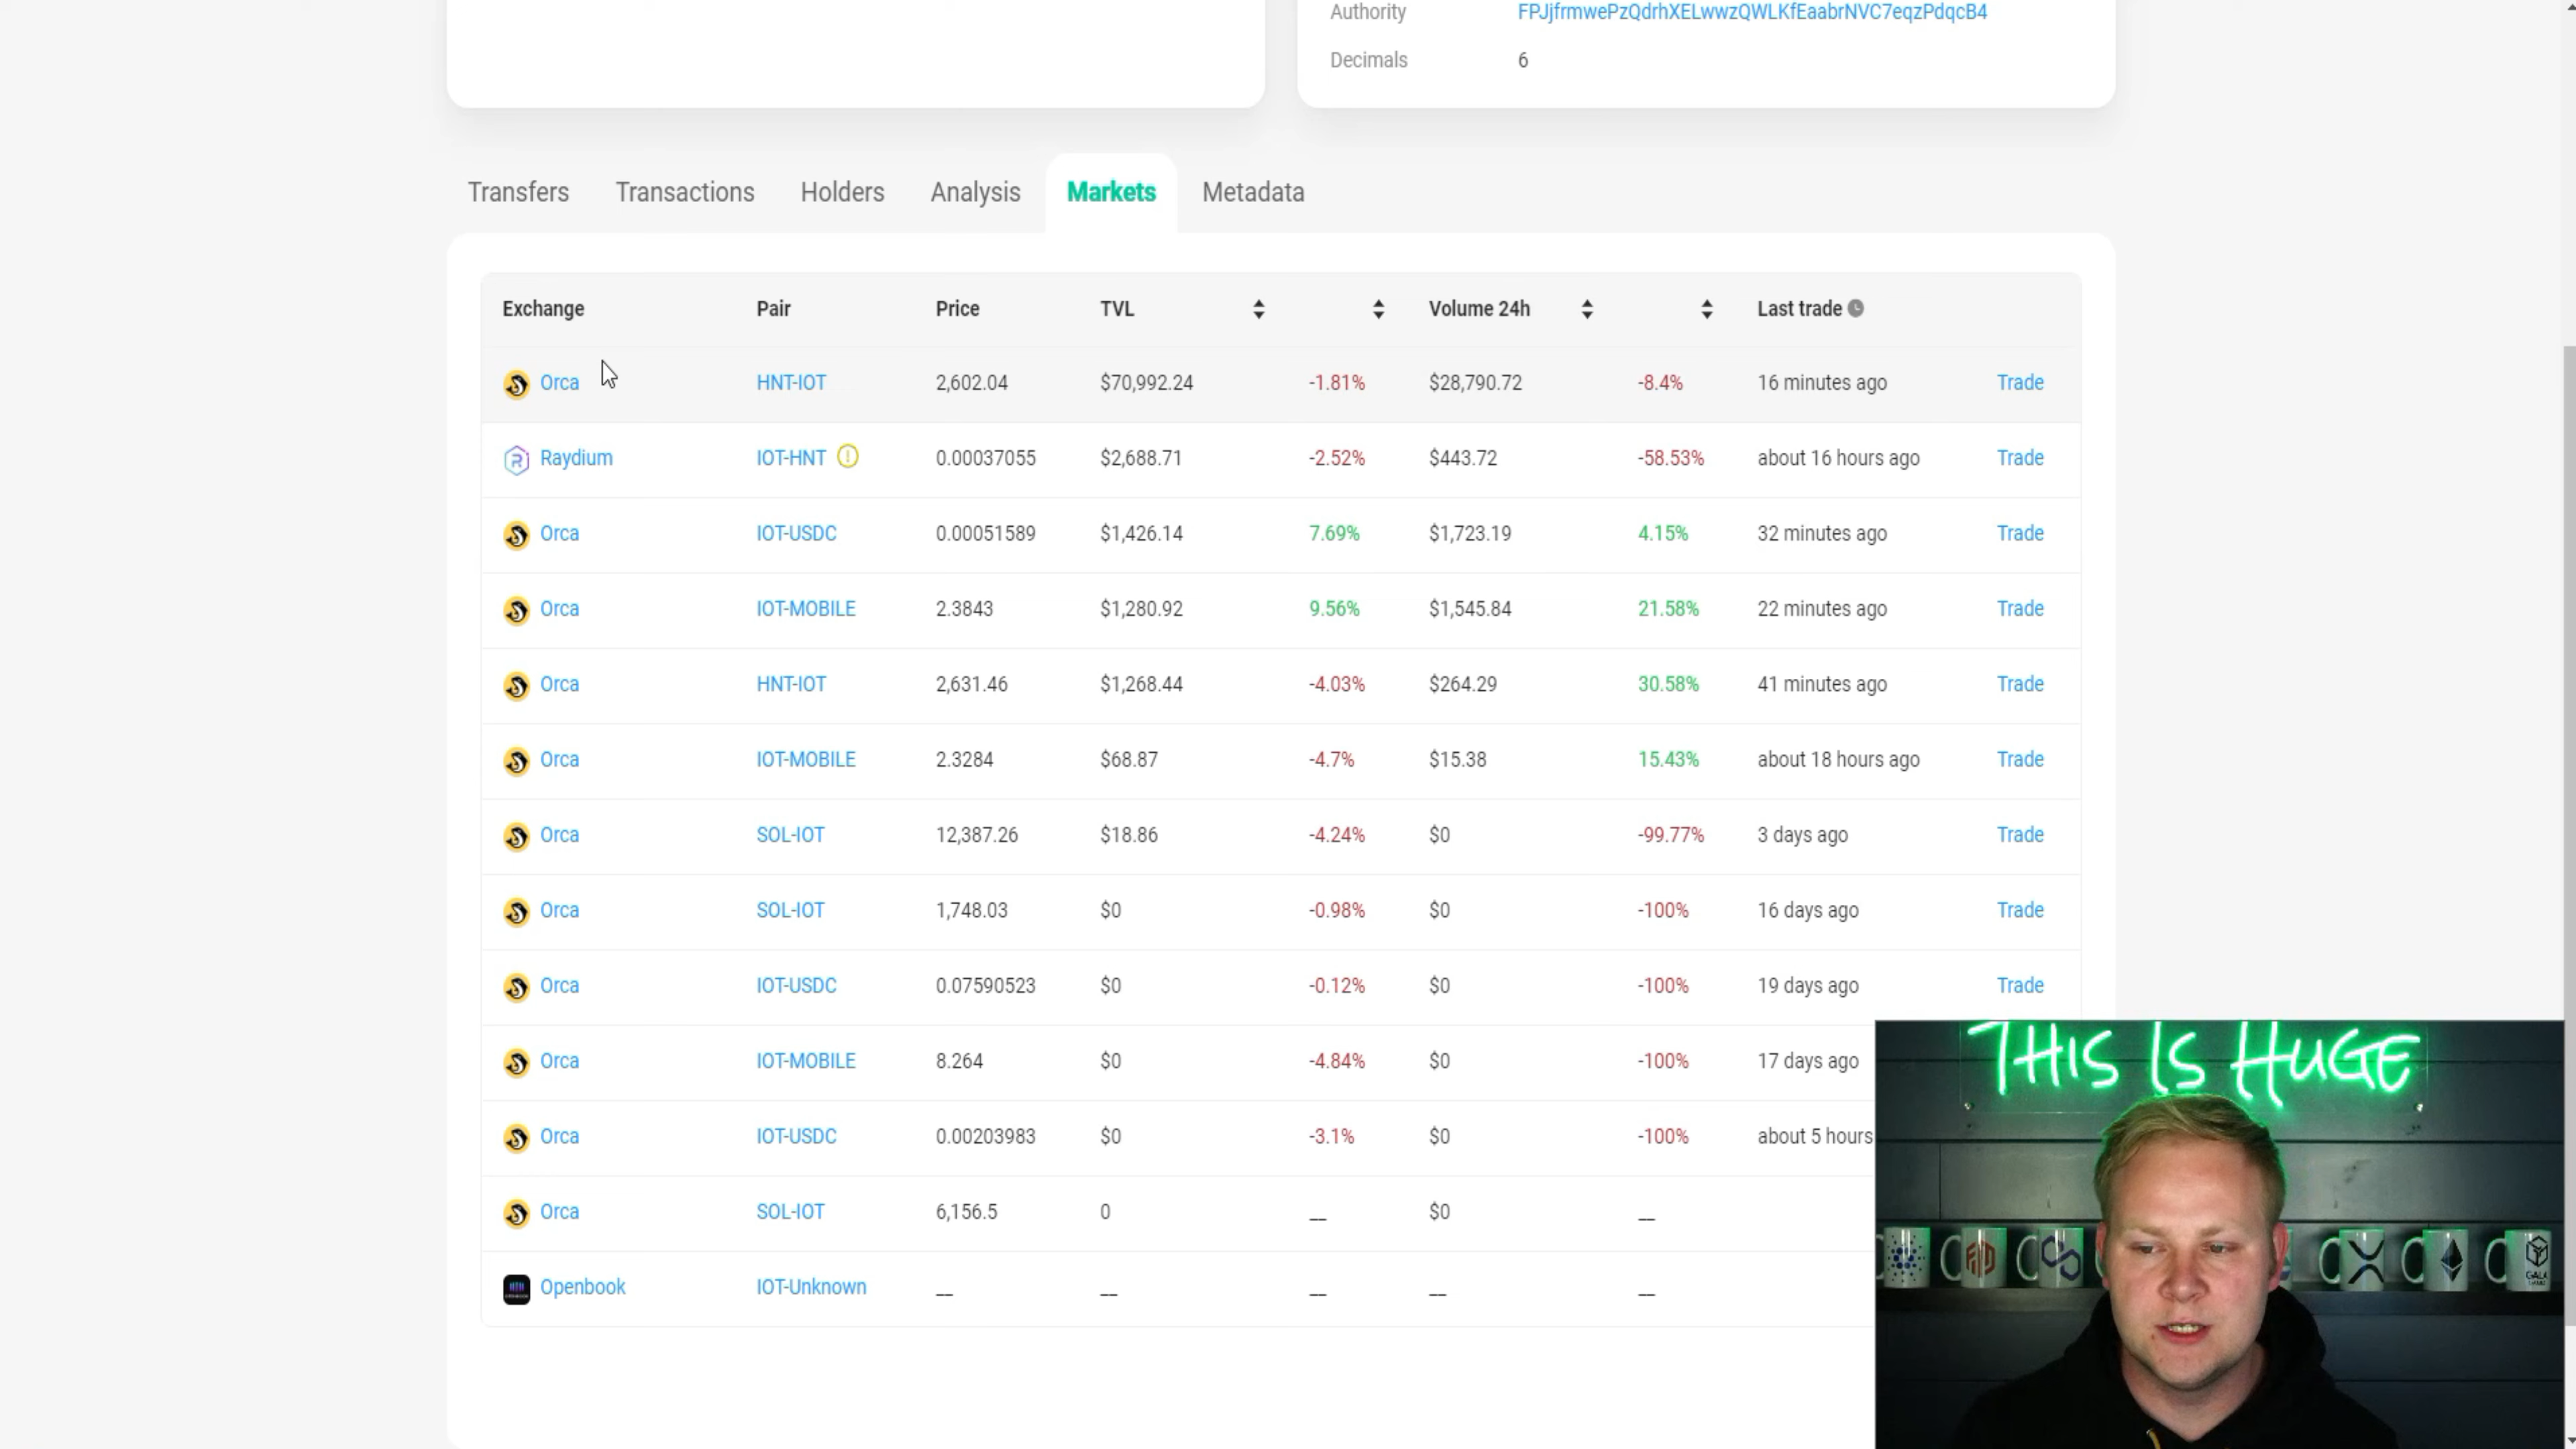 Authority FPJjfrmwePzQdrhXELwwzQWLKfEaabrNVC7eqzPdqcB4
Decimals 6
Transfers Transactions Holders Analysis Markets Metadata
Exchange Pair Price TVL Volume 24h Last trade
Orca HNT-IOT 2,602.04 $70,992.24 -1.81% $28,790.72 -8.4% 16 minutes ago Trade
Raydium IOT-HNT 0.00037055 $2,688.71 -2.52% $443.72 -58.53% about 16 hours ago Trade
Orca IOT-USDC 0.00051589 $1,426.14 7.69% $1,723.19 4.15% 32 minutes ago Trade
Orca IOT-MOBILE 2.3843 $1,280.92 9.56% $1,545.84 21.58% 22 minutes ago Trade
Orca HNT-IOT 2,631.46 $1,268.44 -4.03% $264.29 30.58% 41 minutes ago Trade
Orca IOT-MOBILE 2.3284 $68.87 -4.7% $15.38 15.43% about 18 hours ago Trade
Orca SOL-IOT 12,387.26 $18.86 -4.24% $0 -99.77% 3 days ago Trade
Orca SOL-IOT 1,748.03 $0 -0.98% $0 -100% 16 days ago Trade
Orca IOT-USDC 0.07590523 $0 -0.12% $0 -100% 19 days ago Trade
Orca IOT-MOBILE 8.264 $0 -4.84% $0 -100% 17 days ago
Orca IOT-USDC 0.00203983 $0 -3.1% $0 -100% about 5 hours
Orca SOL-IOT 6,156.5 0 __ $0 __
Openbook IOT-Unknown __ __ __ __ __
THIS IS HUGE
GALA